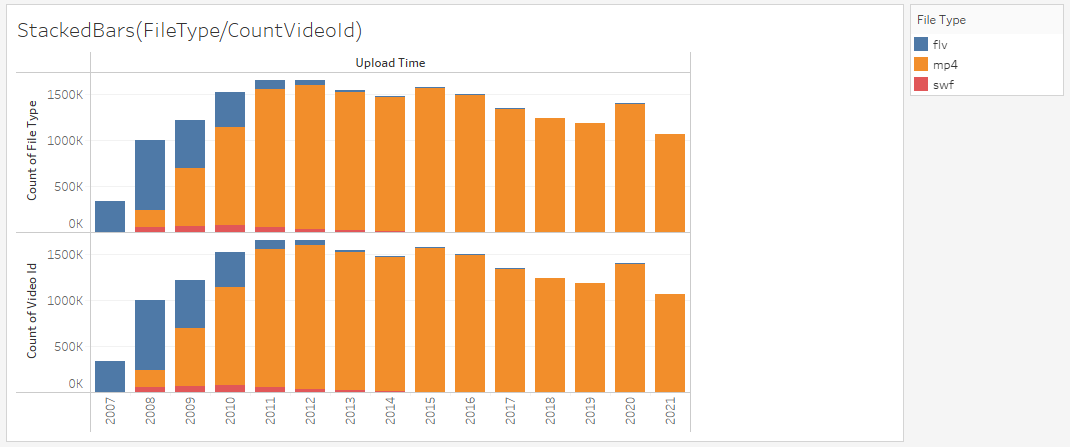 StackedBars(FileType/CountVideoId)
File Type
flv
mp4
swf
Upload Time
Count of File Type
1500K
1000K
500K
0K
Count of Video Id
1500K
1000K
500K
0K
2007
2008
2009
2010
2011
2012
2013
2014
2015
2016
2017
2018
2019
2020
2021